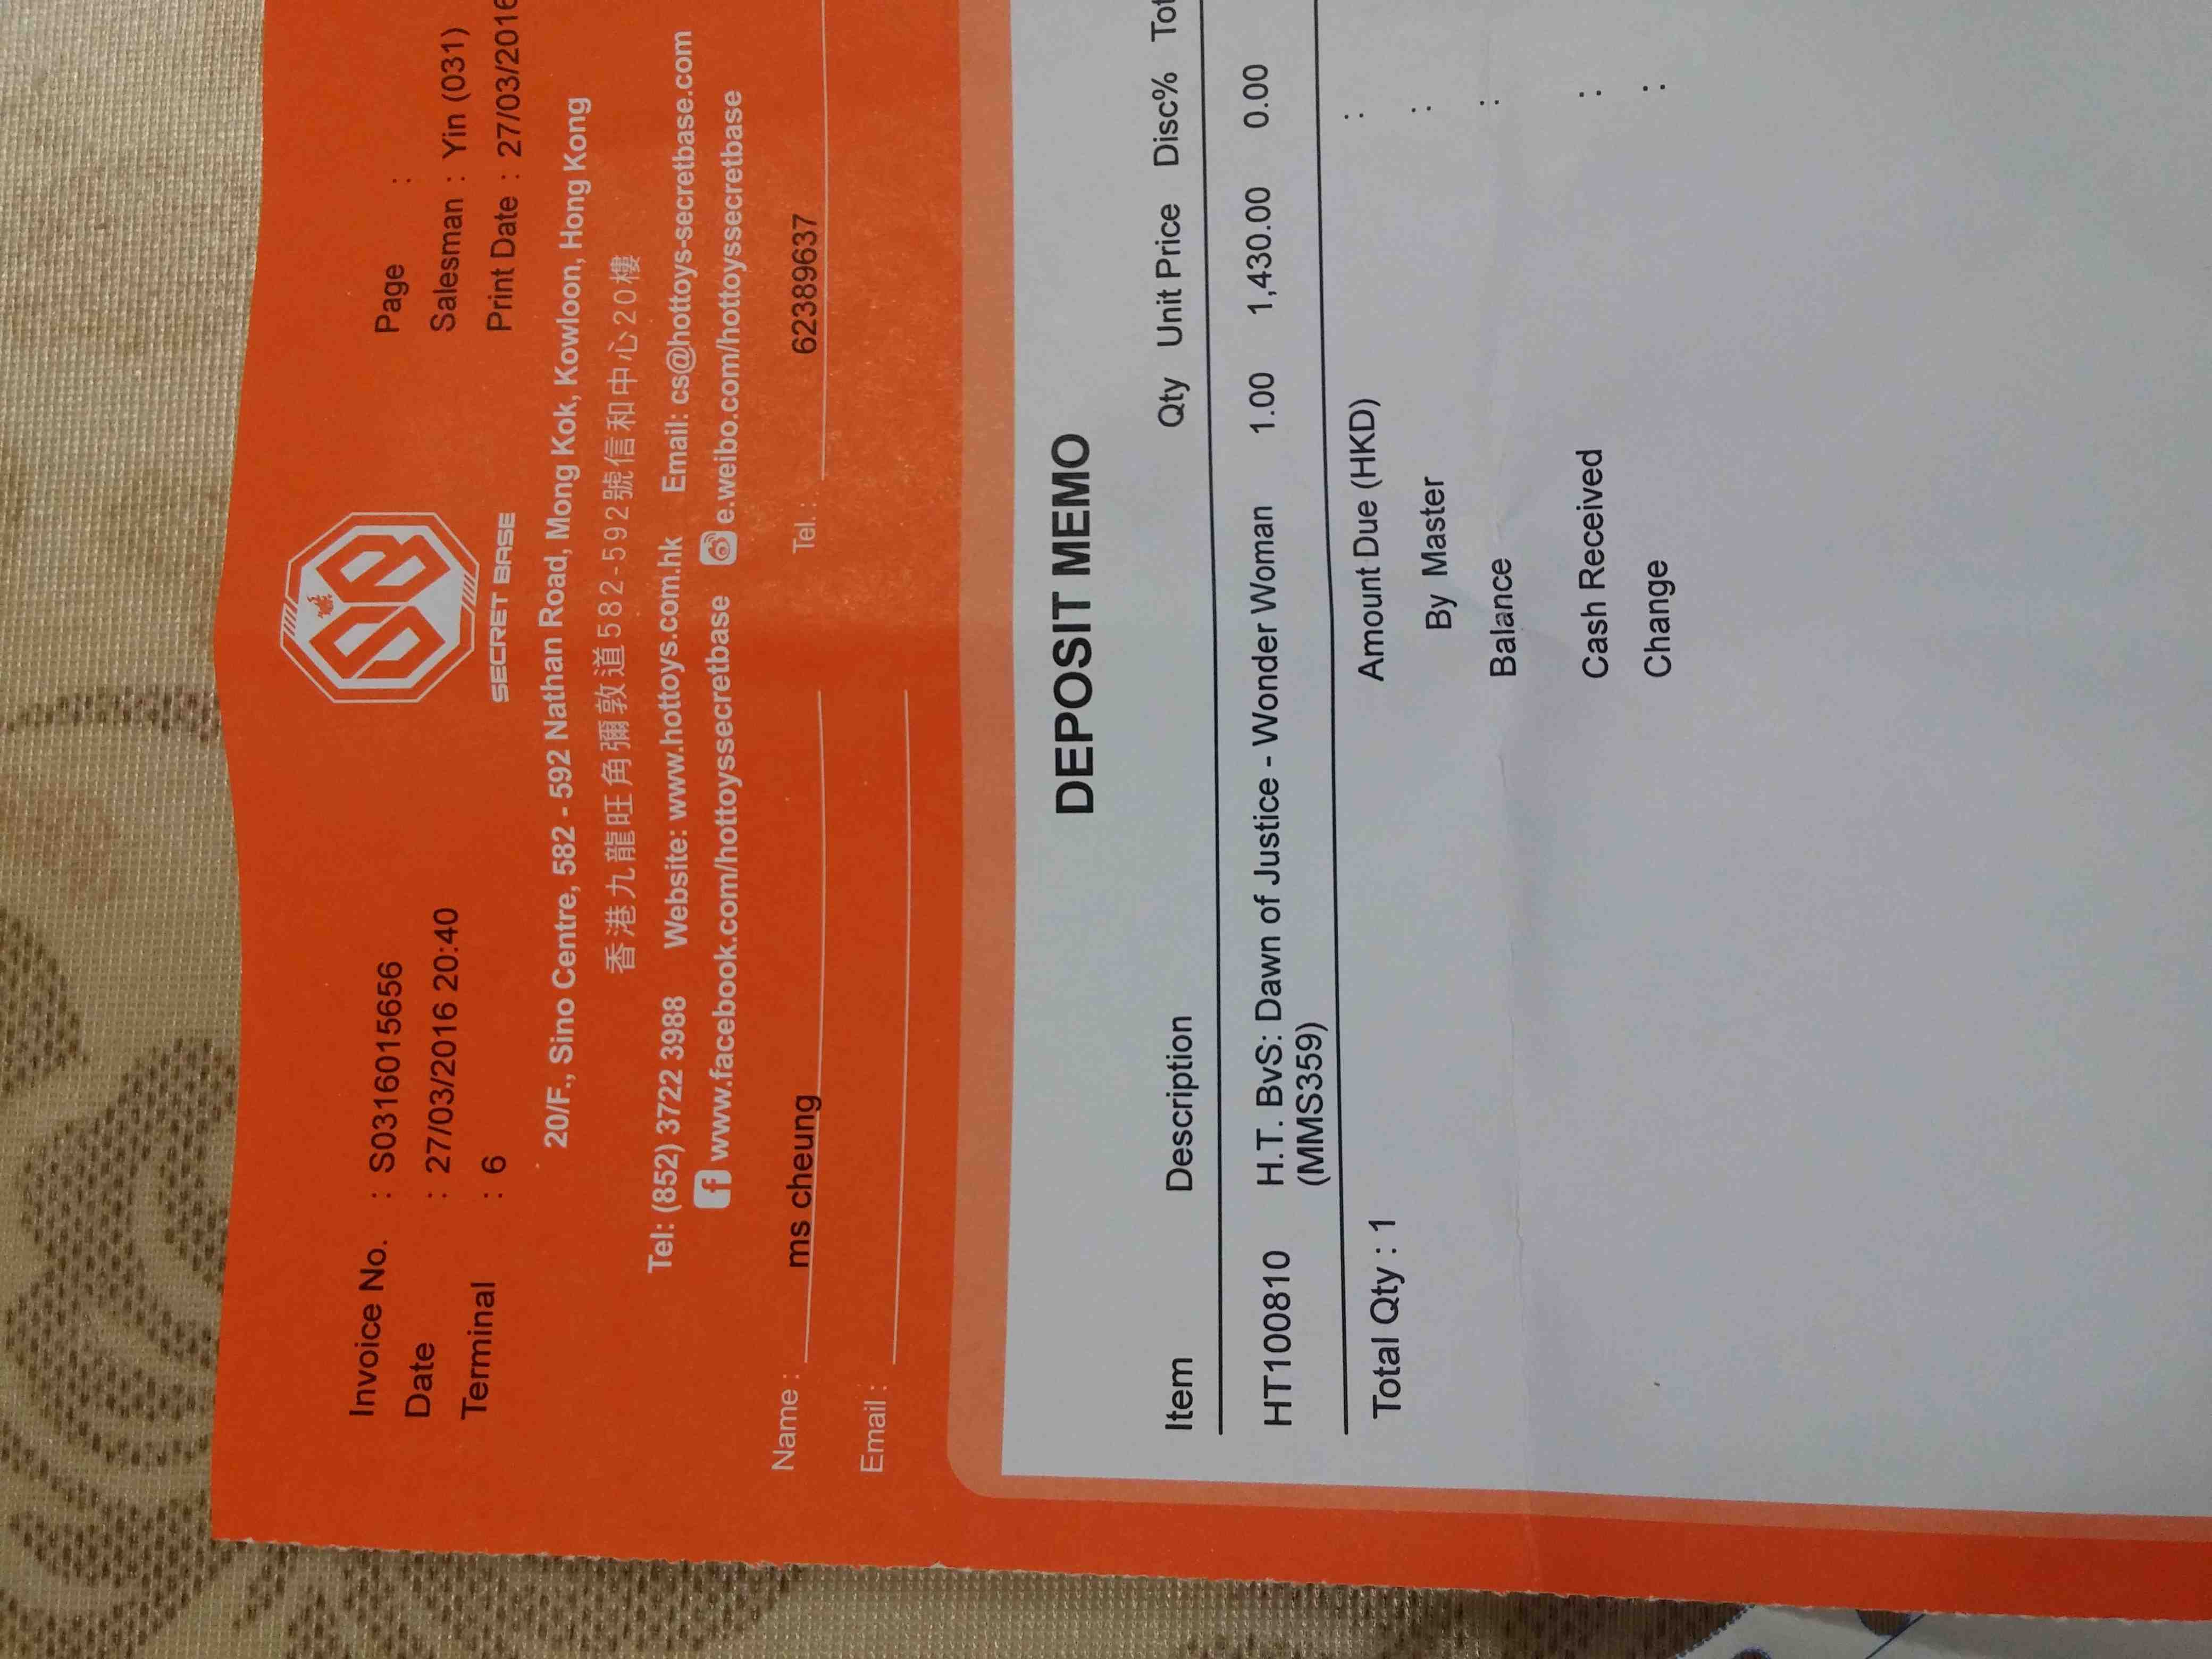 Invoice No. : S0316015656 Page :
Date : 27/03/2016 20:40 Salesman : Yin (031)
Terminal : 6 Print Date : 27/03/2016
SECRET BASE
20/F., Sino Centre, 582 - 592 Nathan Road, Mong Kok, Kowloon, Hong Kong
香港九龍旺角彌敦道582-592號信和中心20樓
Tel: (852) 3722 3988 Website: www.hottoys.com.hk Email: cs@hottoys-secretbase.com
www.facebook.com/hottoyssecretbase e.weibo.com/hottoyssecretbase
Name : ms cheung Tel. : 62389637
Email :
DEPOSIT MEMO
Item Description Qty Unit Price Disc%
HT100810 H.T. BvS: Dawn of Justice - Wonder Woman 1.00 1,430.00 0.00
(MMS359)
Total Qty : 1 Amount Due (HKD) :
By Master :
Balance :
Cash Received :
Change :